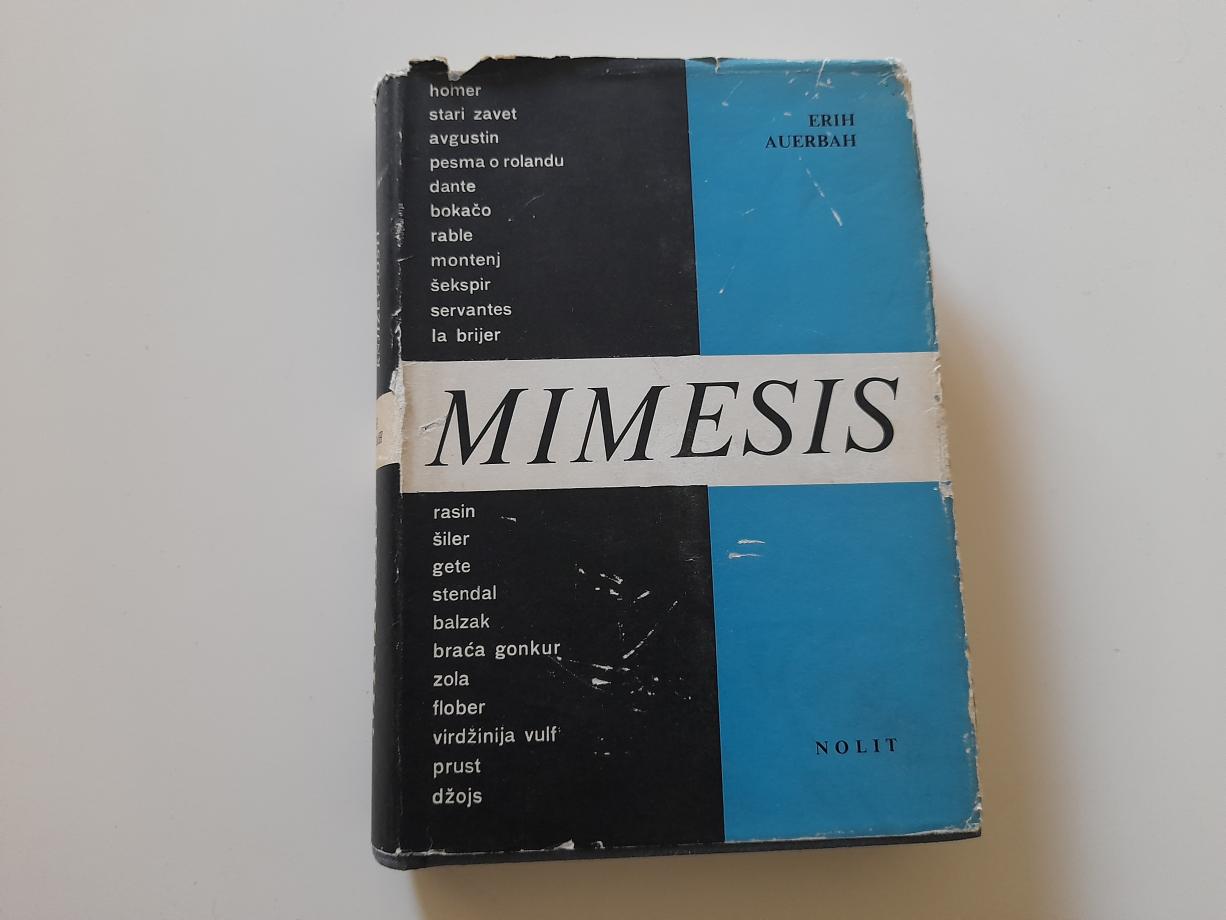 homer
stari zavet
avgustin
pesma o rolandu
dante
bokačo
rable
montenj
šekspir
servantes
la brijer
ERIH
AUERBAH
MIMESIS
rasin
šiler
gete
stendal
balzak
braća gonkur
zola
flober
virdžinija vulf
prust
džojs
NOLIT